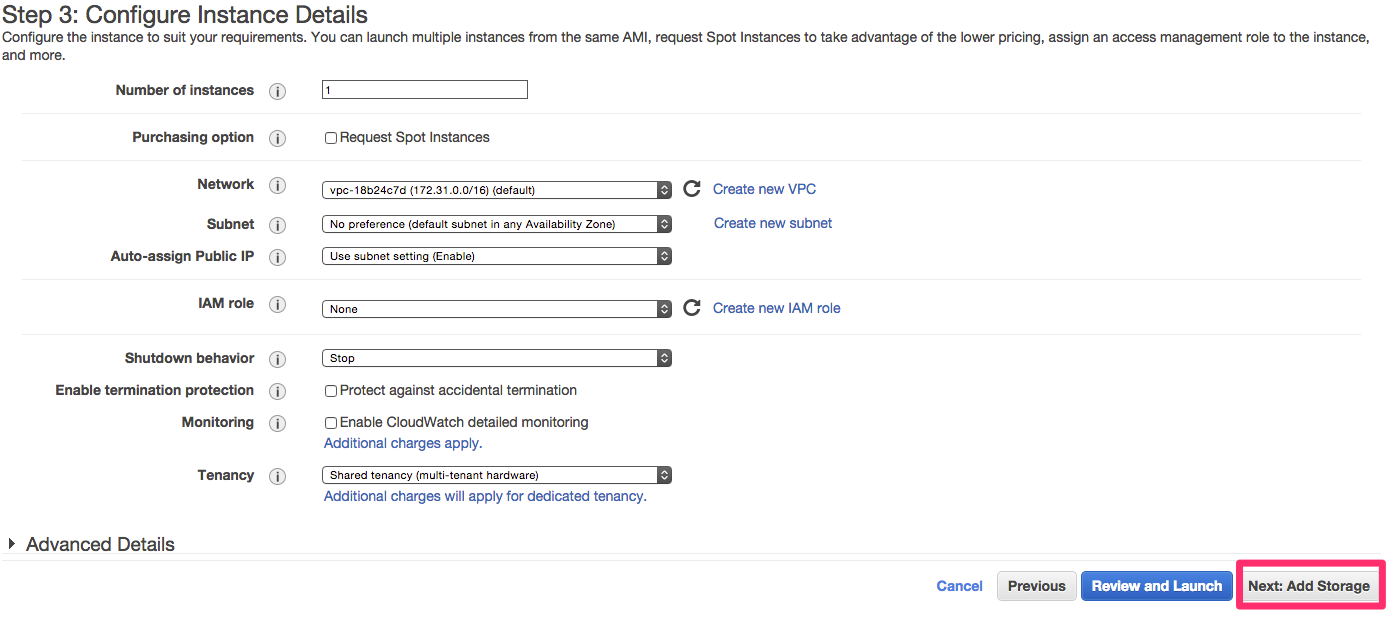 Step 3: Configure Instance Details
Configure the instance to suit your requirements. You can launch multiple instances from the same AMI, request Spot Instances to take advantage of the lower pricing, assign an access management role to the instance,
and more.
Number of instances i 1
Purchasing option i Request Spot Instances
Network i vpc-18b24c7d (172.31.0.0/16) (default) Create new VPC
Subnet i No preference (default subnet in any Availability Zone) Create new subnet
Auto-assign Public IP i Use subnet setting (Enable)
IAM role i None Create new IAM role
Shutdown behavior i Stop
Enable termination protection i Protect against accidental termination
Monitoring i Enable CloudWatch detailed monitoring
Additional charges apply.
Tenancy i Shared tenancy (multi-tenant hardware)
Additional charges will apply for dedicated tenancy.
Advanced Details
Cancel Previous Review and Launch Next: Add Storage